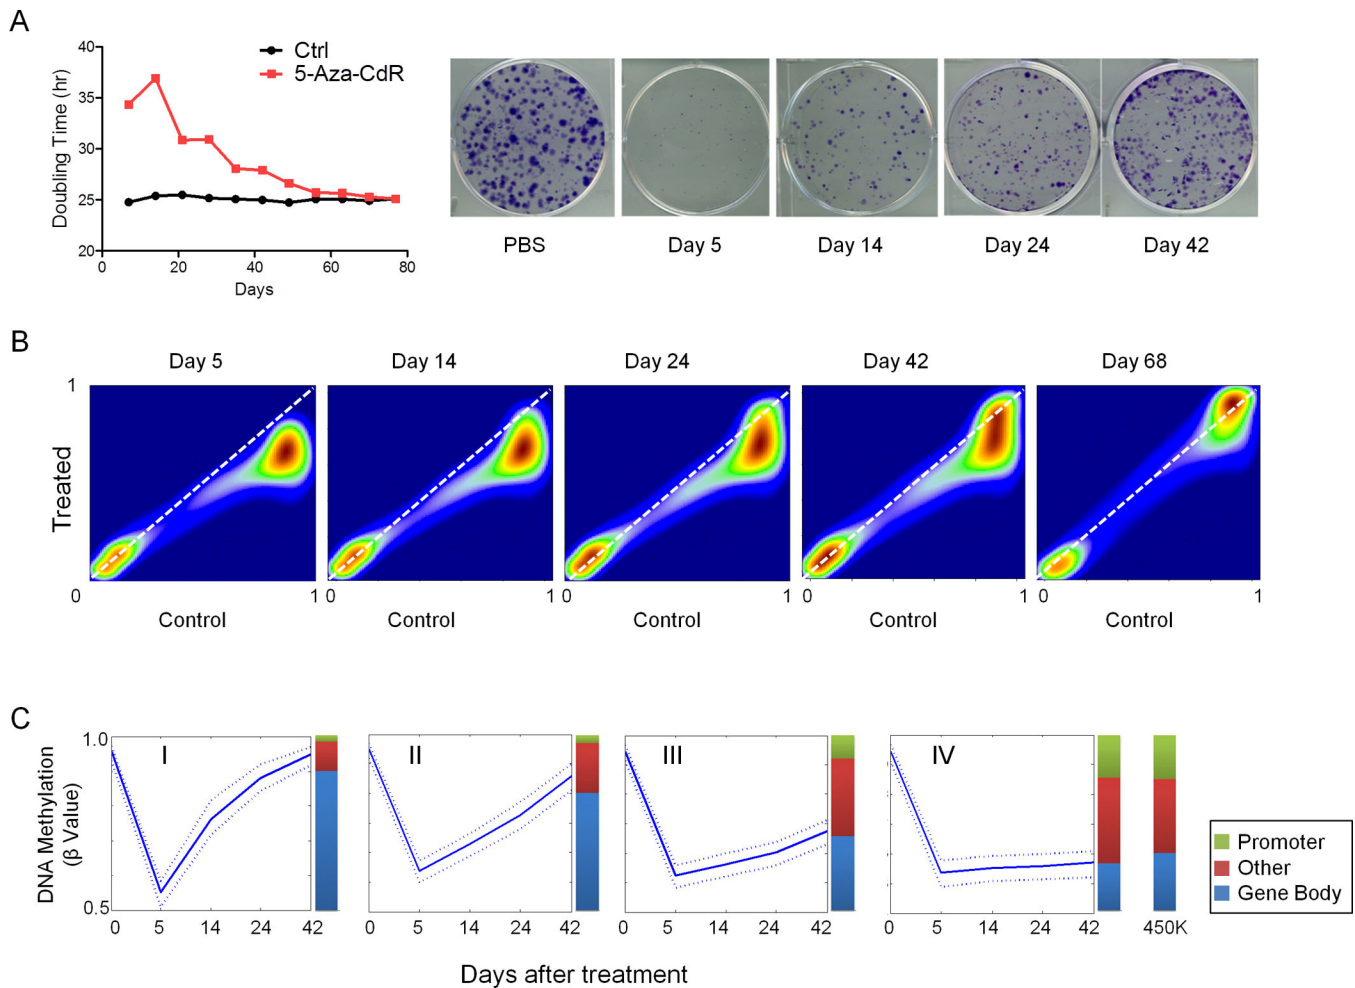 A
40
35
30
25
20
Doubling Time (hr)
0
20
40
60
80
Days
Ctrl
5-Aza-CdR
PBS
Day 5
Day 14
Day 24
Day 42
B
Day 5
Day 14
Day 24
Day 42
Day 68
1
Treated
0
1
0
1
0
1
0
1
0
1
Control
Control
Control
Control
Control
C
1.0
0.5
DNA Methylation
(β Value)
I
II
III
IV
0 5 14 24 42
0 5 14 24 42
0 5 14 24 42
0 5 14 24 42
450K
Promoter
Other
Gene Body
Days after treatment